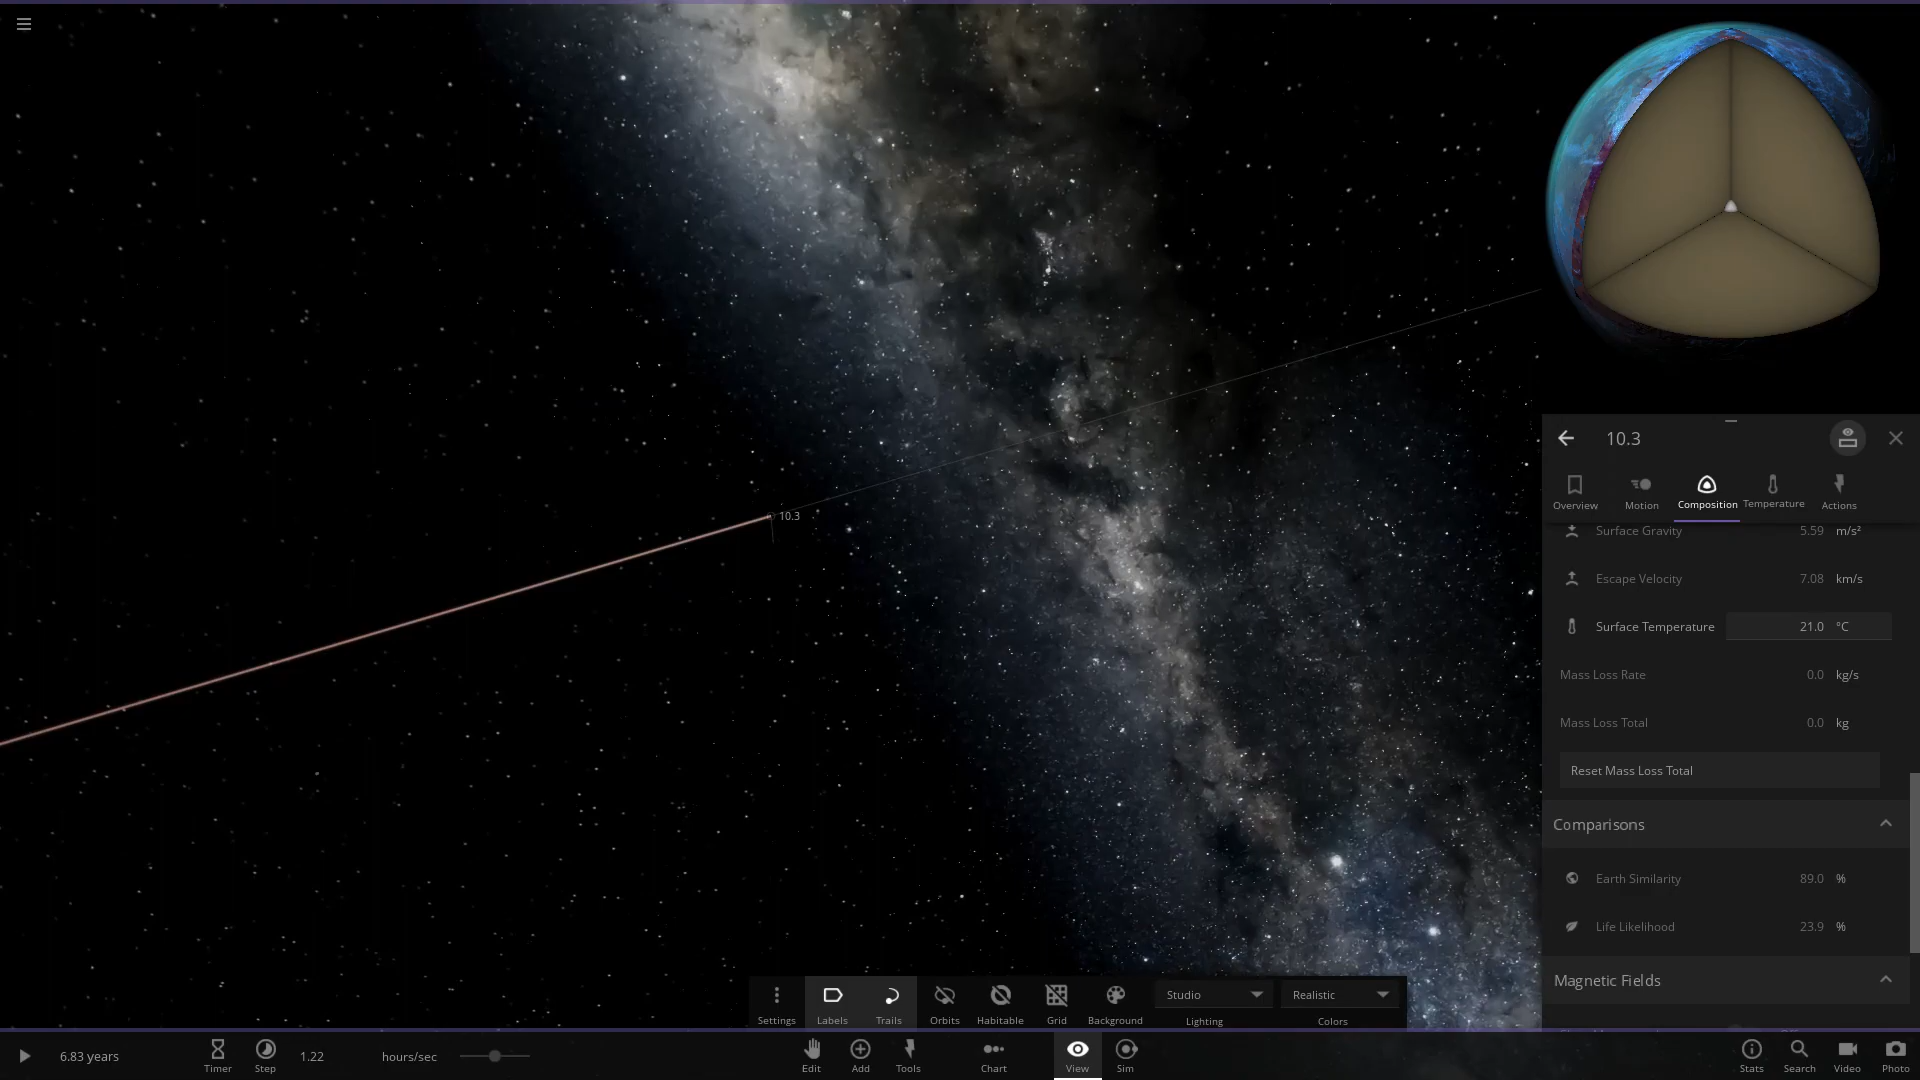 10.3
10.3
Overview
Motion
Composition
Temperature
Actions
Surface Gravity 5.59 m/s²
Escape Velocity 7.08 km/s
Surface Temperature 21.0 °C
Mass Loss Rate 0.0 kg/s
Mass Loss Total 0.0 kg
Reset Mass Loss Total
Comparisons
Earth Similarity 89.0 %
Life Likelihood 23.9 %
Magnetic Fields
Settings
Labels
Trails
Orbits
Habitable
Grid
Background
Studio
Lighting
Realistic
Colors
6.83 years
Timer
Step
1.22 hours/sec
Edit
Add
Tools
Chart
View
Sim
Stats
Search
Video
Photo